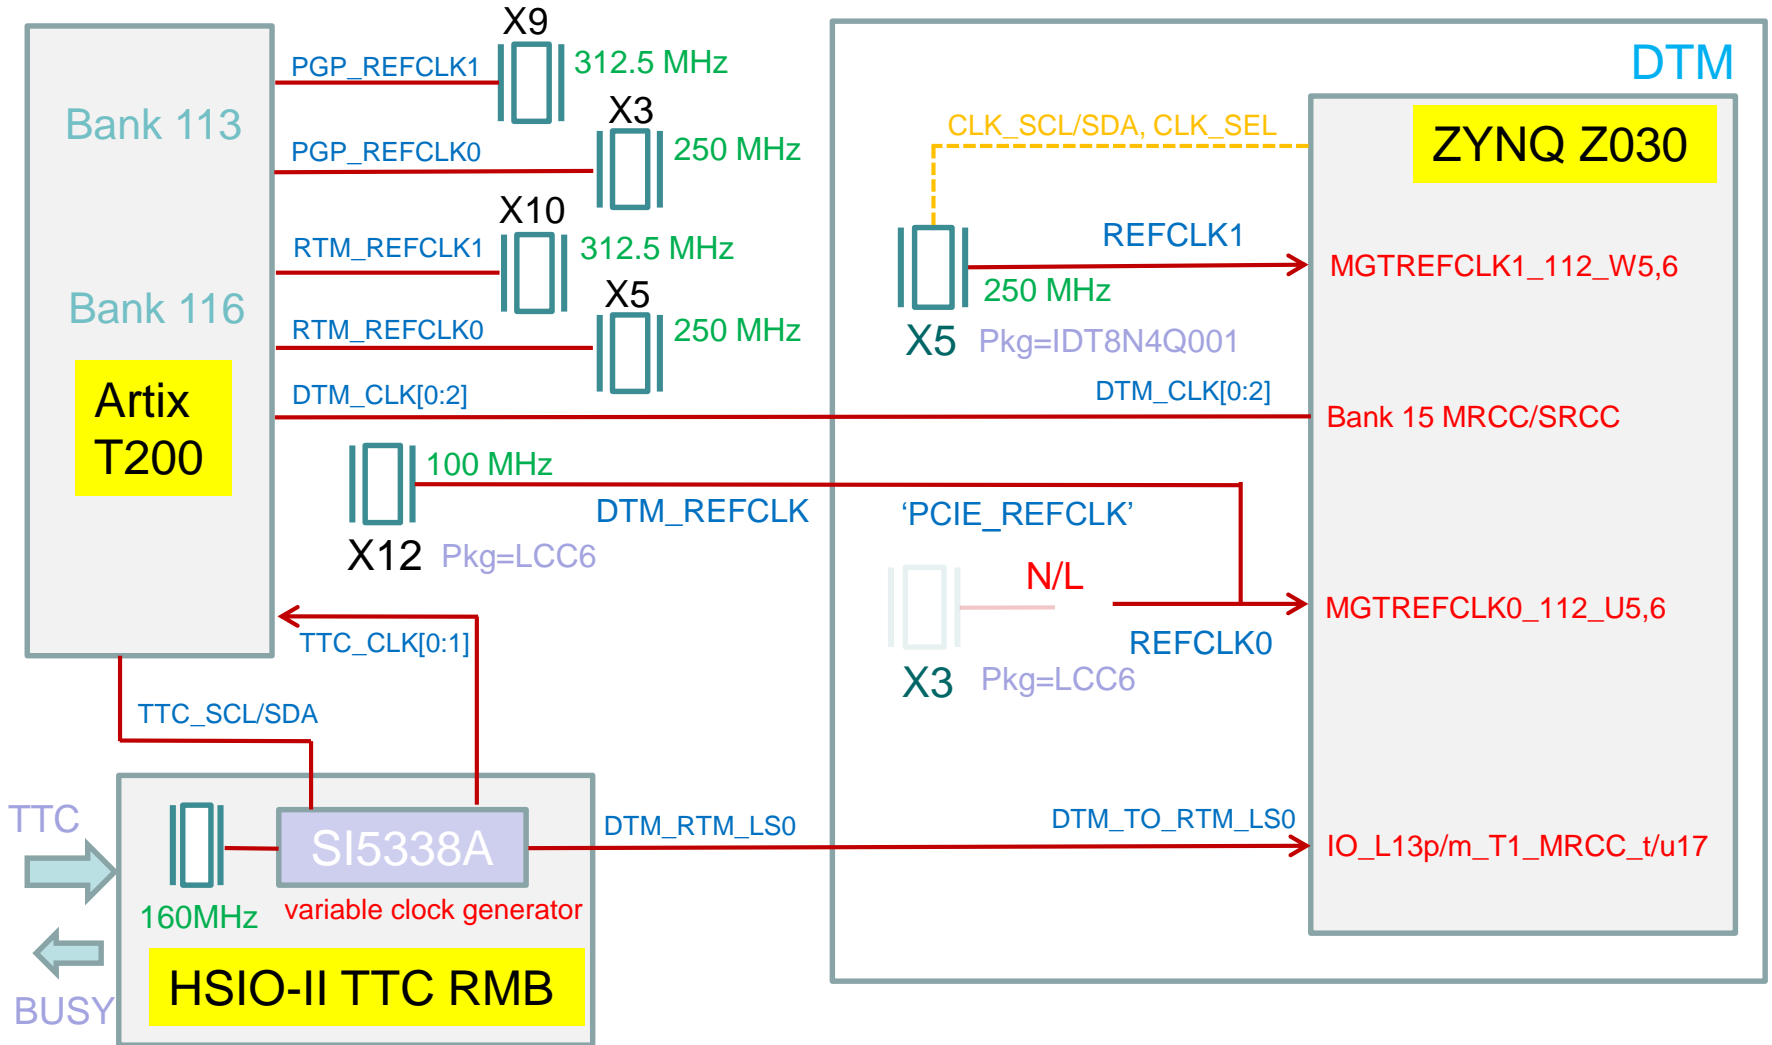 X9
DTM
PGP_REFCLK1
312.5 MHz
Bank 113
X3
CLK_SCL/SDA, CLK_SEL
ZYNQ Z030
PGP_REFCLK0
250 MHz
X10
RTM_REFCLK1
312.5 MHz
REFCLK1
MGTREFCLK1_112_W5,6
Bank 116
X5
250 MHz
RTM_REFCLK0
250 MHz
X5
Pkg=IDT8N4Q001
Artix
T200
DTM_CLK[0:2]
DTM_CLK[0:2]
Bank 15 MRCC/SRCC
100 MHz
DTM_REFCLK
‘PCIE_REFCLK’
X12
Pkg=LCC6
N/L
MGTREFCLK0_112_U5,6
TTC_CLK[0:1]
REFCLK0
X3
Pkg=LCC6
TTC_SCL/SDA
TTC
SI5338A
DTM_RTM_LS0
DTM_TO_RTM_LS0
IO_L13p/m_T1_MRCC_t/u17
160MHz
variable clock generator
HSIO-II TTC RMB
BUSY